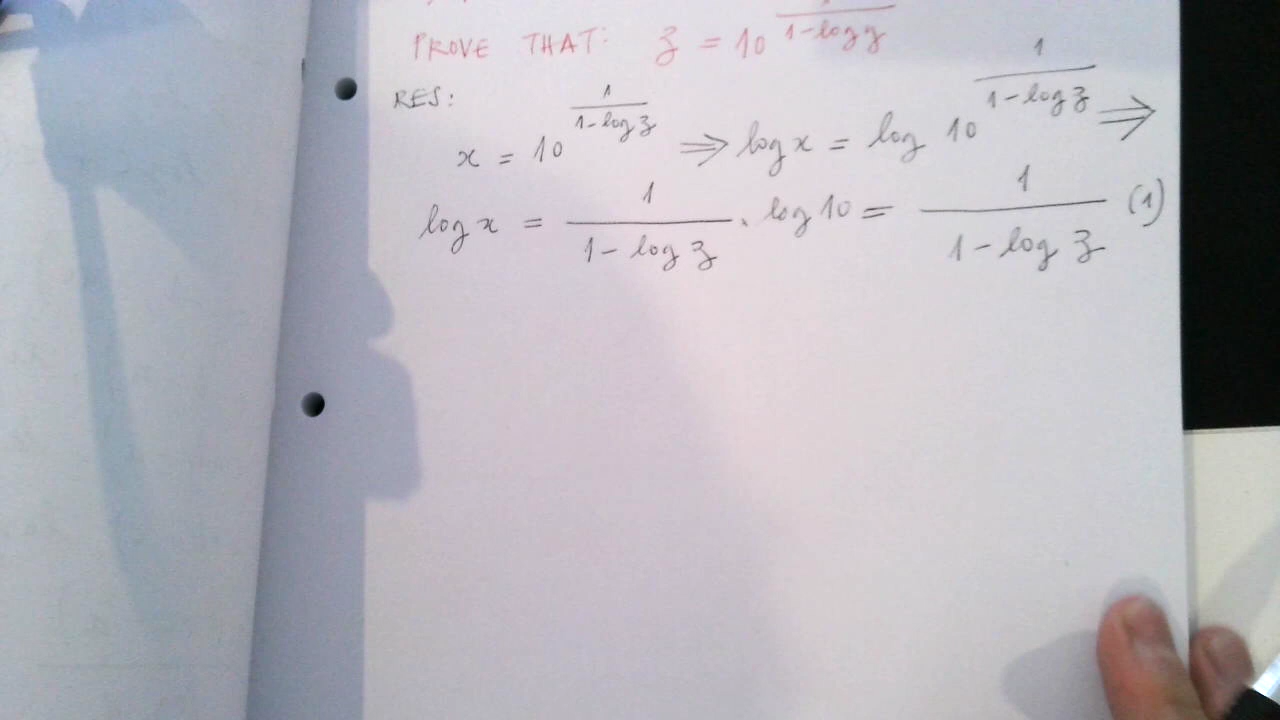 PROVE THAT: z = 10^(1/(1-log y))
RES:
x = 10^(1/(1-log z)) ⇒ log x = log 10^(1/(1-log z)) ⇒
log x = 1/(1-log z) . log 10 = 1/(1-log z) (1)